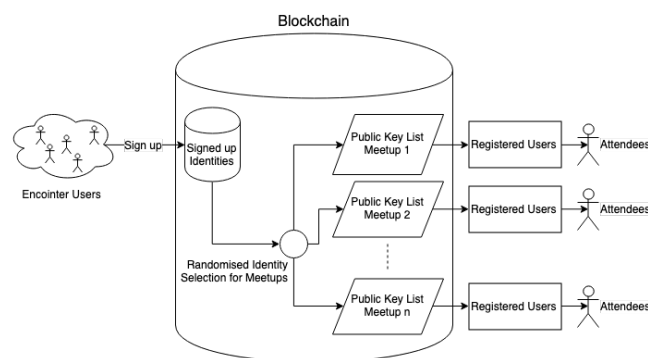 Blockchain
Sign up
Signed up
Identities
Encointer Users
Randomised Identity
Selection for Meetups
Public Key List
Meetup 1
Registered Users
Attendees
Public Key List
Meetup 2
Registered Users
Attendees
Public Key List
Meetup n
Registered Users
Attendees